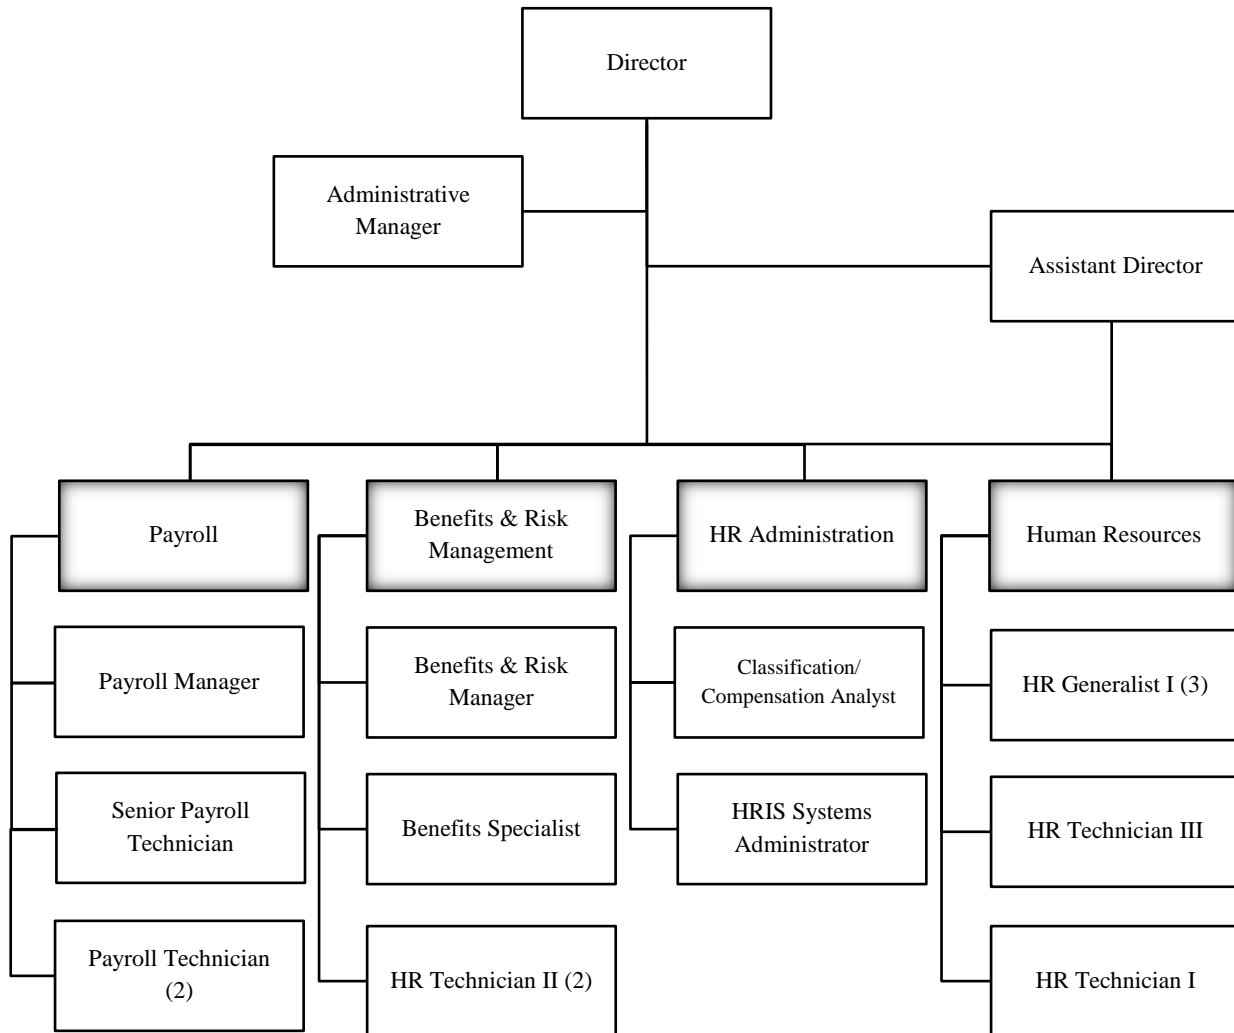 Director
Administrative
Manager
Assistant Director
Payroll
Benefits & Risk
Management
HR Administration
Human Resources
Payroll Manager
Benefits & Risk
Manager
Classification/
Compensation Analyst
HR Generalist I (3)
Senior Payroll
Technician
Benefits Specialist
HRIS Systems
Administrator
HR Technician III
Payroll Technician
(2)
HR Technician II (2)
HR Technician I